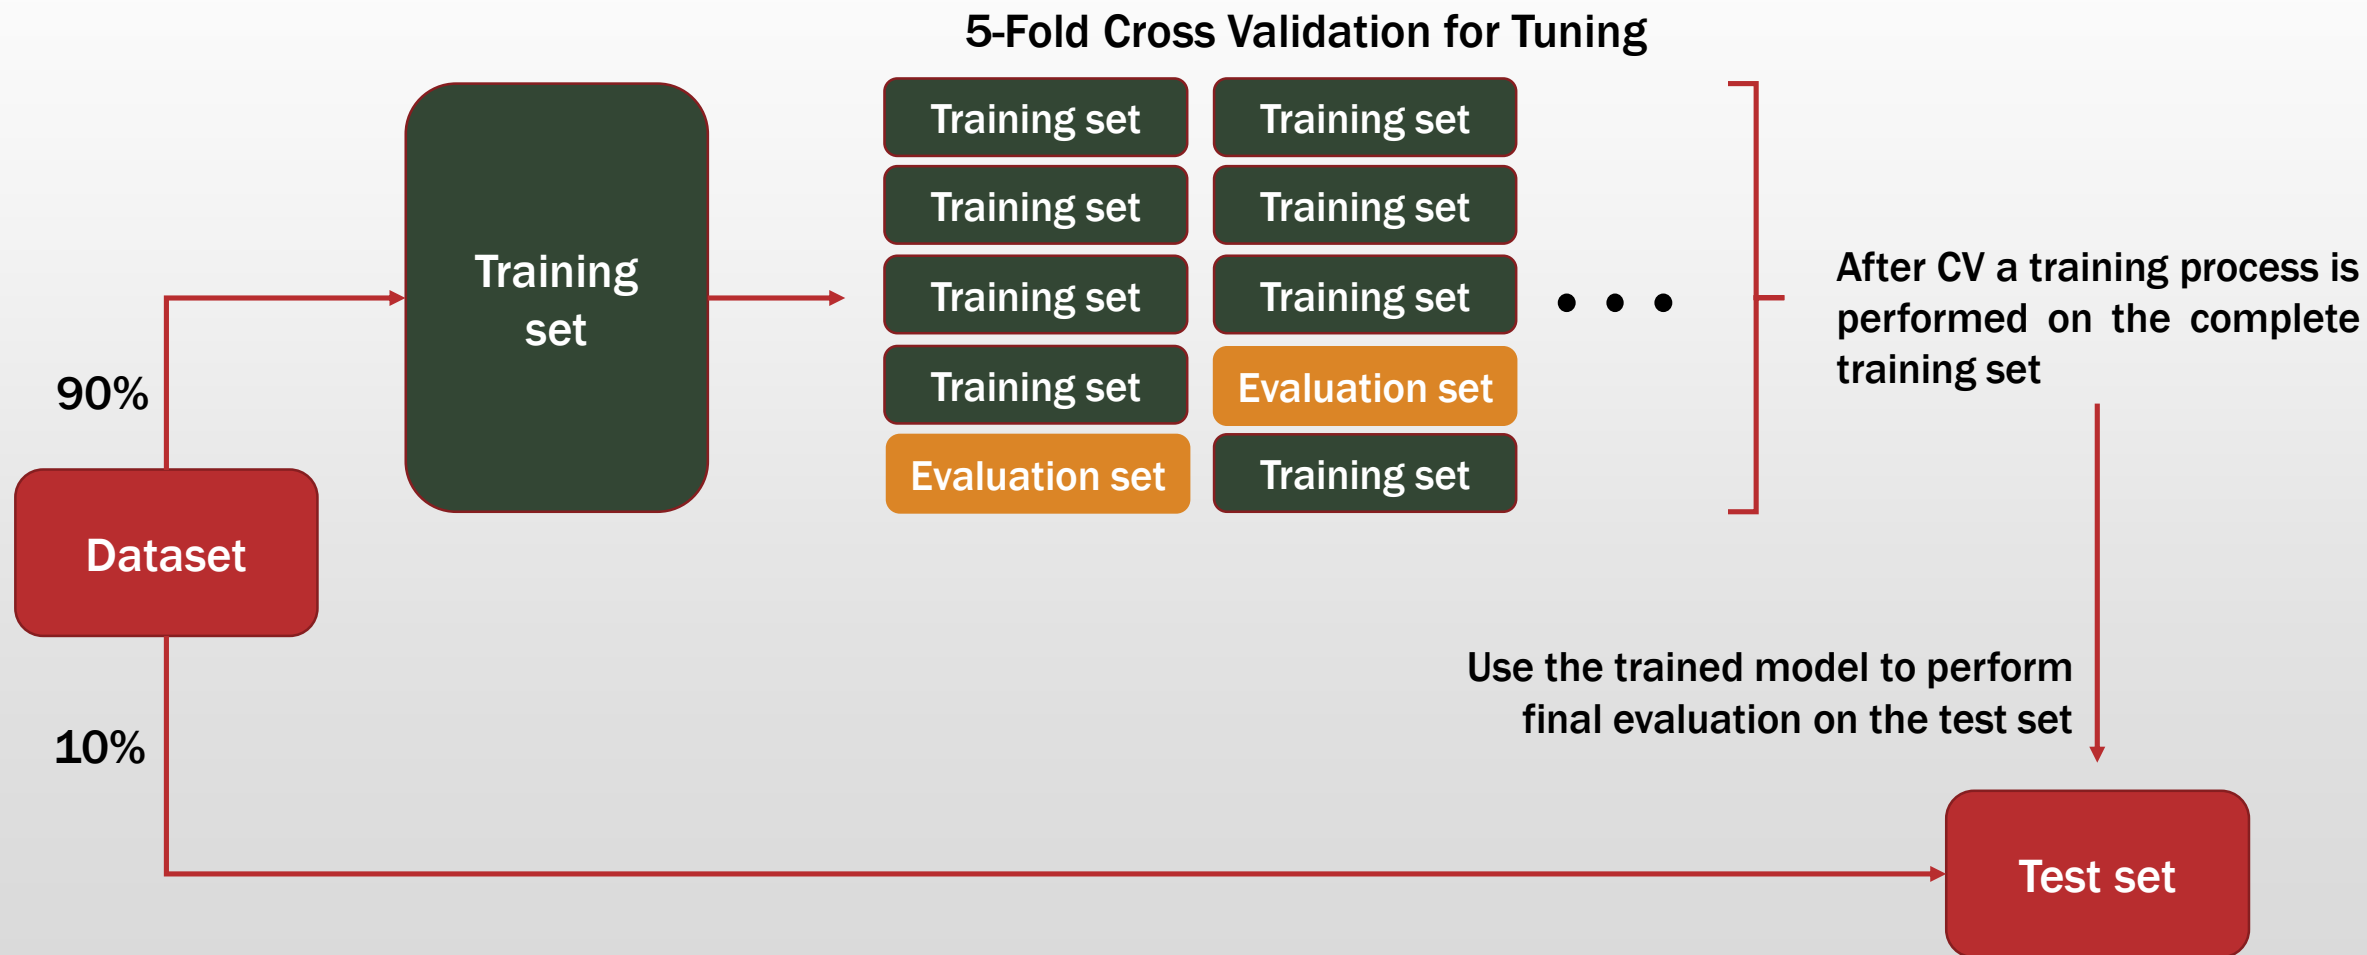 5-Fold Cross Validation for Tuning
Training set
Training set
Training set
Training set
Training
set
Training set
Training set
Training set
Evaluation set
Evaluation set
Training set
After CV a training process is
performed on the complete
training set
90%
Dataset
10%
Use the trained model to perform
final evaluation on the test set
Test set